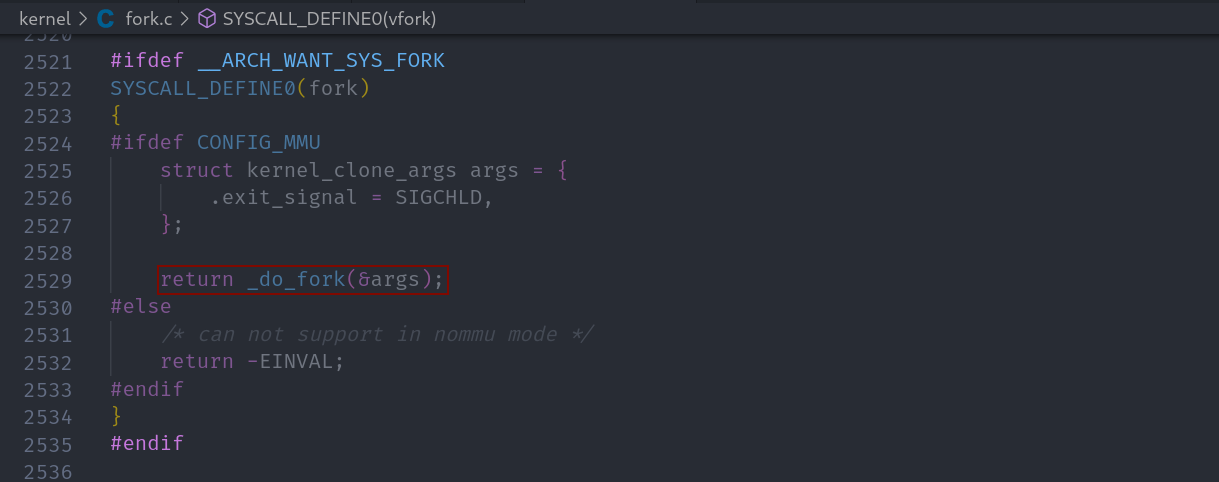 kernel > C fork.c > SYSCALL_DEFINE0(vfork)
2520
2521 #ifdef __ARCH_WANT_SYS_FORK
2522 SYSCALL_DEFINE0(fork)
2523 {
2524 #ifdef CONFIG_MMU
2525     struct kernel_clone_args args = {
2526         .exit_signal = SIGCHLD,
2527     };
2528
2529     return _do_fork(&args);
2530 #else
2531     /* can not support in nommu mode */
2532     return -EINVAL;
2533 #endif
2534 }
2535 #endif
2536